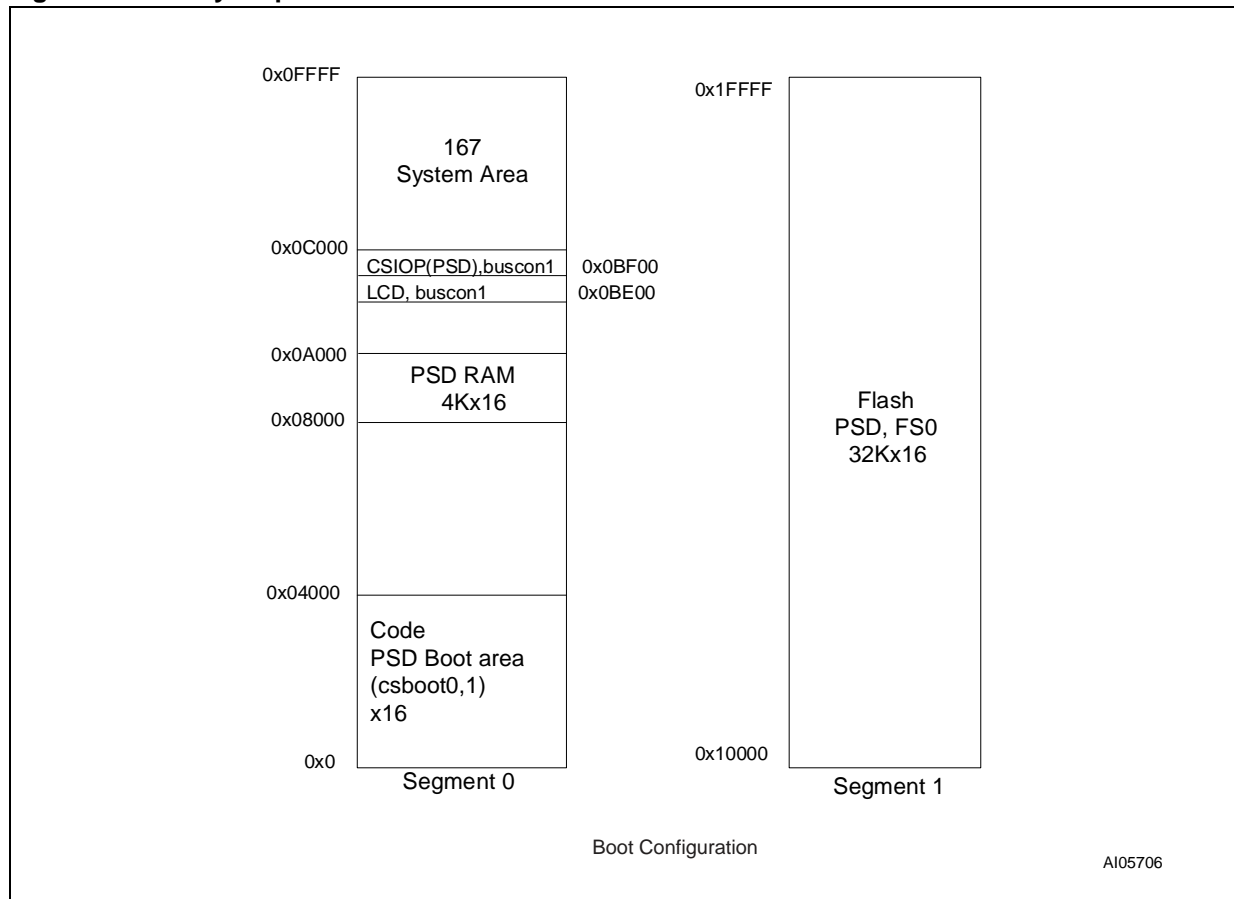 0x0FFFF
167
System Area
0x0C000
CSIOP(PSD),buscon1
0x0BF00
LCD, buscon1
0x0BE00
0x0A000
PSD RAM
4Kx16
0x08000
0x04000
Code
PSD Boot area
(csboot0,1)
x16
0x0
Segment 0
0x1FFFF
Flash
PSD, FS0
32Kx16
0x10000
Segment 1
Boot Configuration
AI05706